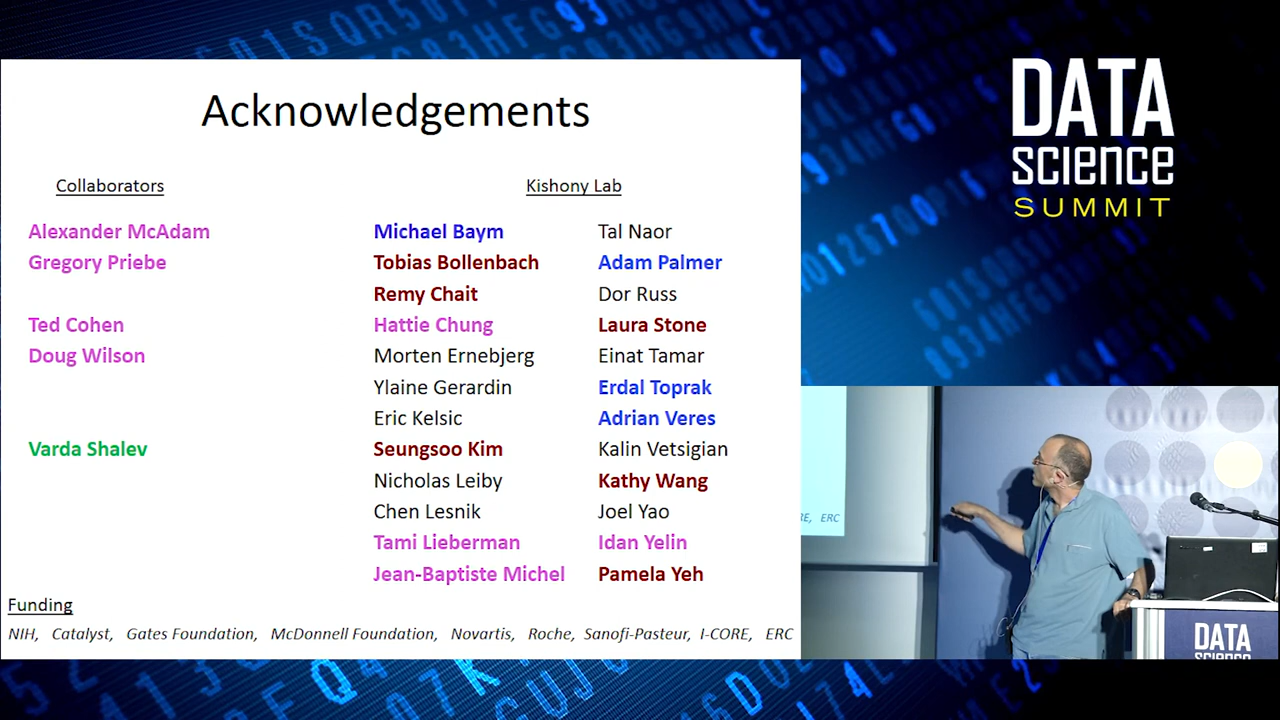 Acknowledgements
Collaborators
Alexander McAdam
Gregory Priebe
Ted Cohen
Doug Wilson
Varda Shalev
Kishony Lab
Michael Baym
Tobias Bollenbach
Remy Chait
Hattie Chung
Morten Ernebjerg
Ylaine Gerardin
Eric Kelsic
Seungsoo Kim
Nicholas Leiby
Chen Lesnik
Tami Lieberman
Jean-Baptiste Michel
Tal Naor
Adam Palmer
Dor Russ
Laura Stone
Einat Tamar
Erdal Toprak
Adrian Veres
Kalin Vetsigian
Kathy Wang
Joel Yao
Idan Yelin
Pamela Yeh
Funding
NIH, Catalyst, Gates Foundation, McDonnell Foundation, Novartis, Roche, Sanofi-Pasteur, I-CORE, ERC
DATA
SCIENCE
SUMMIT
RE, ERC
DATA
SCIENCE